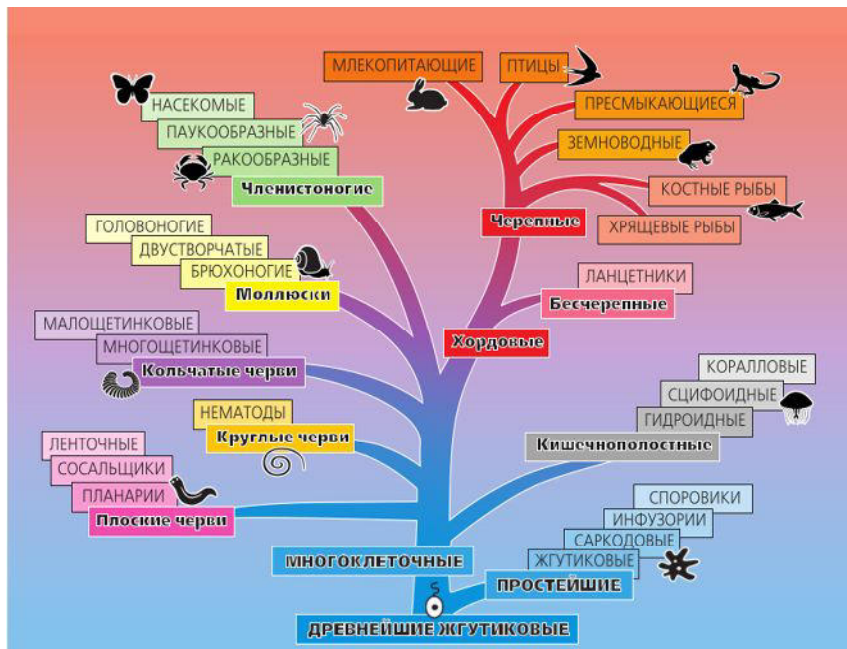 МЛЕКОПИТАЮЩИЕ
ПТИЦЫ
ПРЕСМЫКАЮЩИЕСЯ
ЗЕМНОВОДНЫЕ
КОСТНЫЕ РЫБЫ
ХРЯЩЕВЫЕ РЫБЫ
Черепные
НАСЕКОМЫЕ
ПАУКООБРАЗНЫЕ
РАКООБРАЗНЫЕ
Членистоногие
ГОЛОВОНОГИЕ
ДВУСТВОРЧАТЫЕ
БРЮХОНОГИЕ
Моллюски
ЛАНЦЕТНИКИ
Бесчерепные
Хордовые
МАЛОЩЕТИНКОВЫЕ
МНОГОЩЕТИНКОВЫЕ
Кольчатые черви
КОРАЛЛОВЫЕ
СЦИФОИДНЫЕ
ГИДРОИДНЫЕ
Кишечнополостные
НЕМАТОДЫ
Круглые черви
ЛЕНТОЧНЫЕ
СОСАЛЬЩИКИ
ПЛАНАРИИ
Плоские черви
СПОРОВИКИ
ИНФУЗОРИИ
САРКОДОВЫЕ
ЖГУТИКОВЫЕ
ПРОСТЕЙШИЕ
МНОГОКЛЕТОЧНЫЕ
ДРЕВНЕЙШИЕ ЖГУТИКОВЫЕ